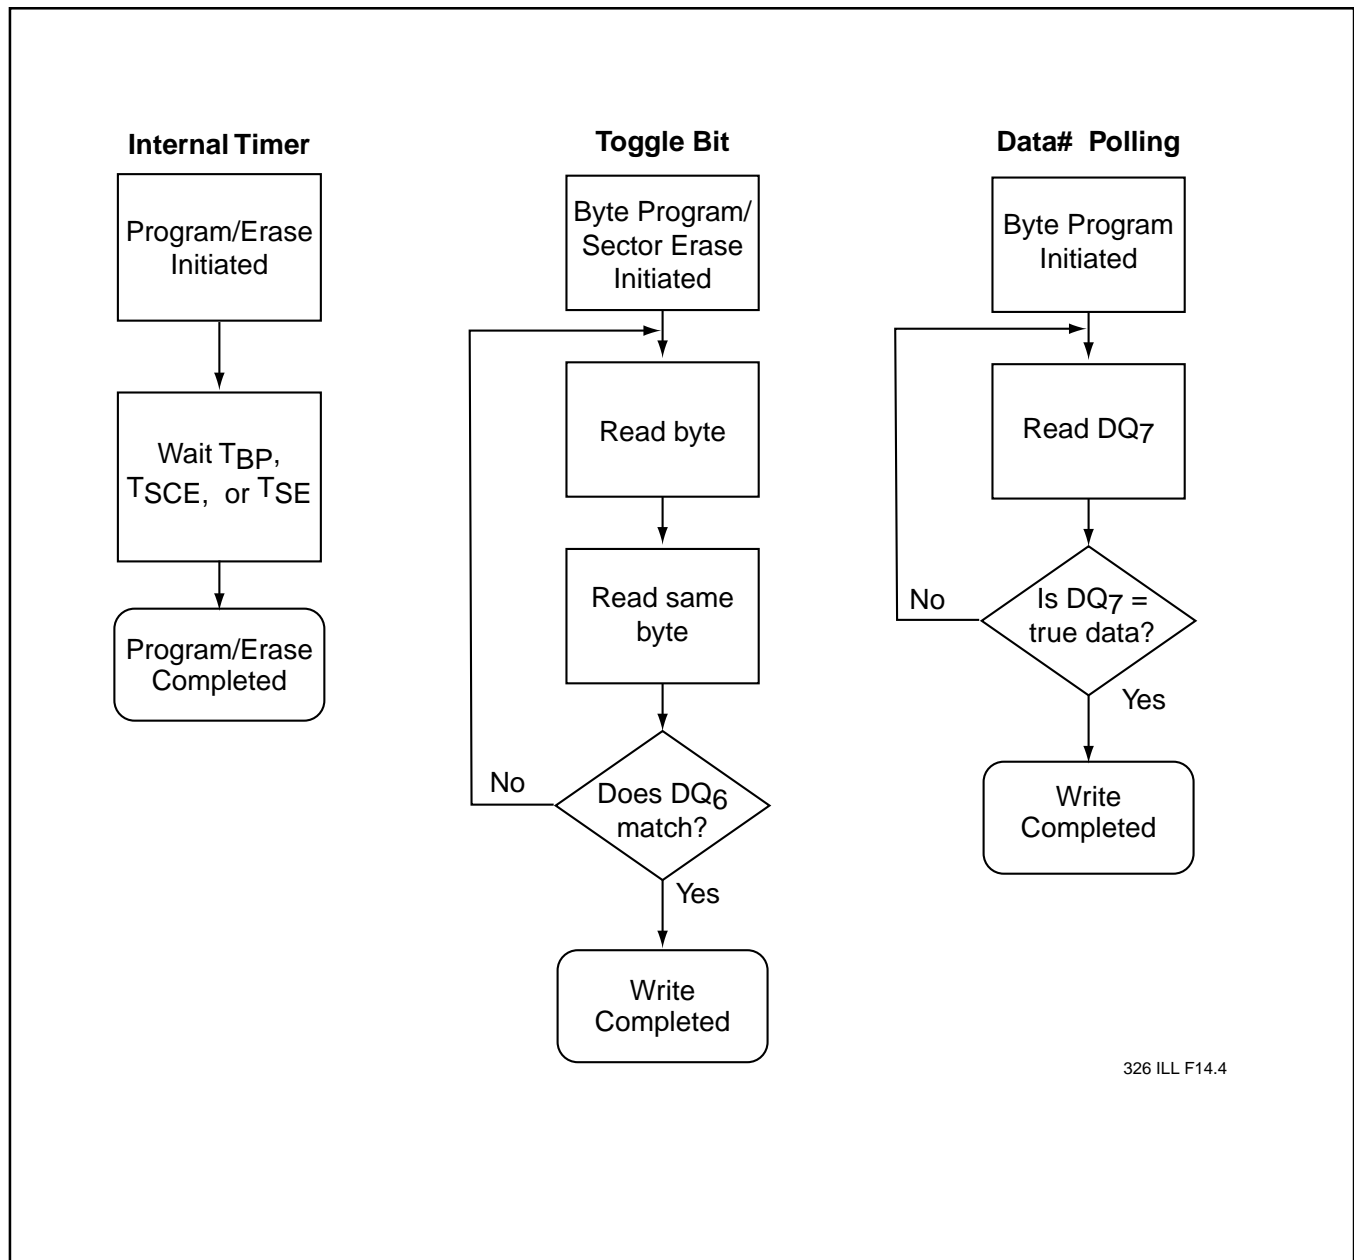 Internal Timer
Program/Erase
Initiated
Wait TBP,
TSCE, or TSE
Program/Erase
Completed
Toggle Bit
Byte Program/
Sector Erase
Initiated
Read byte
Read same
byte
No
Does DQ6
match?
Yes
Write
Completed
Data# Polling
Byte Program
Initiated
Read DQ7
No
Is DQ7 =
true data?
Yes
Write
Completed
326 ILL F14.4